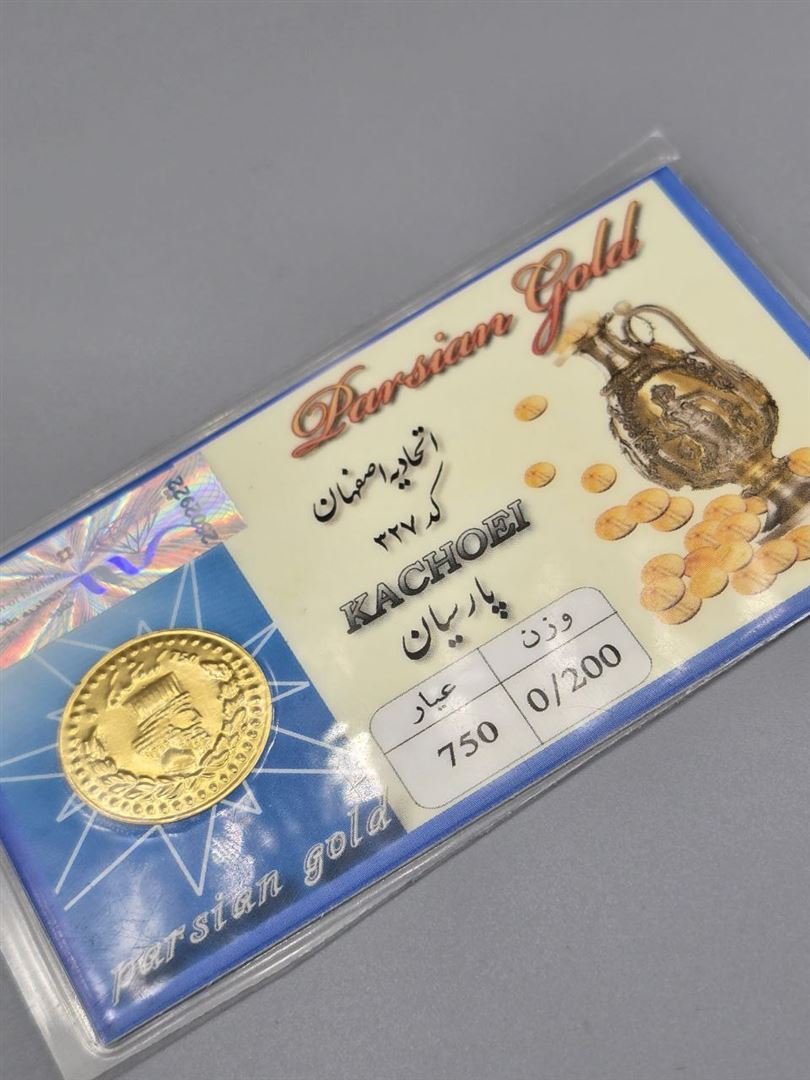 Parsian Gold
اتحادیه اصفهان
کد ۳۲۷
KACHOEI
پارسیان
وزن
عیار
0/200
750
parsian gold